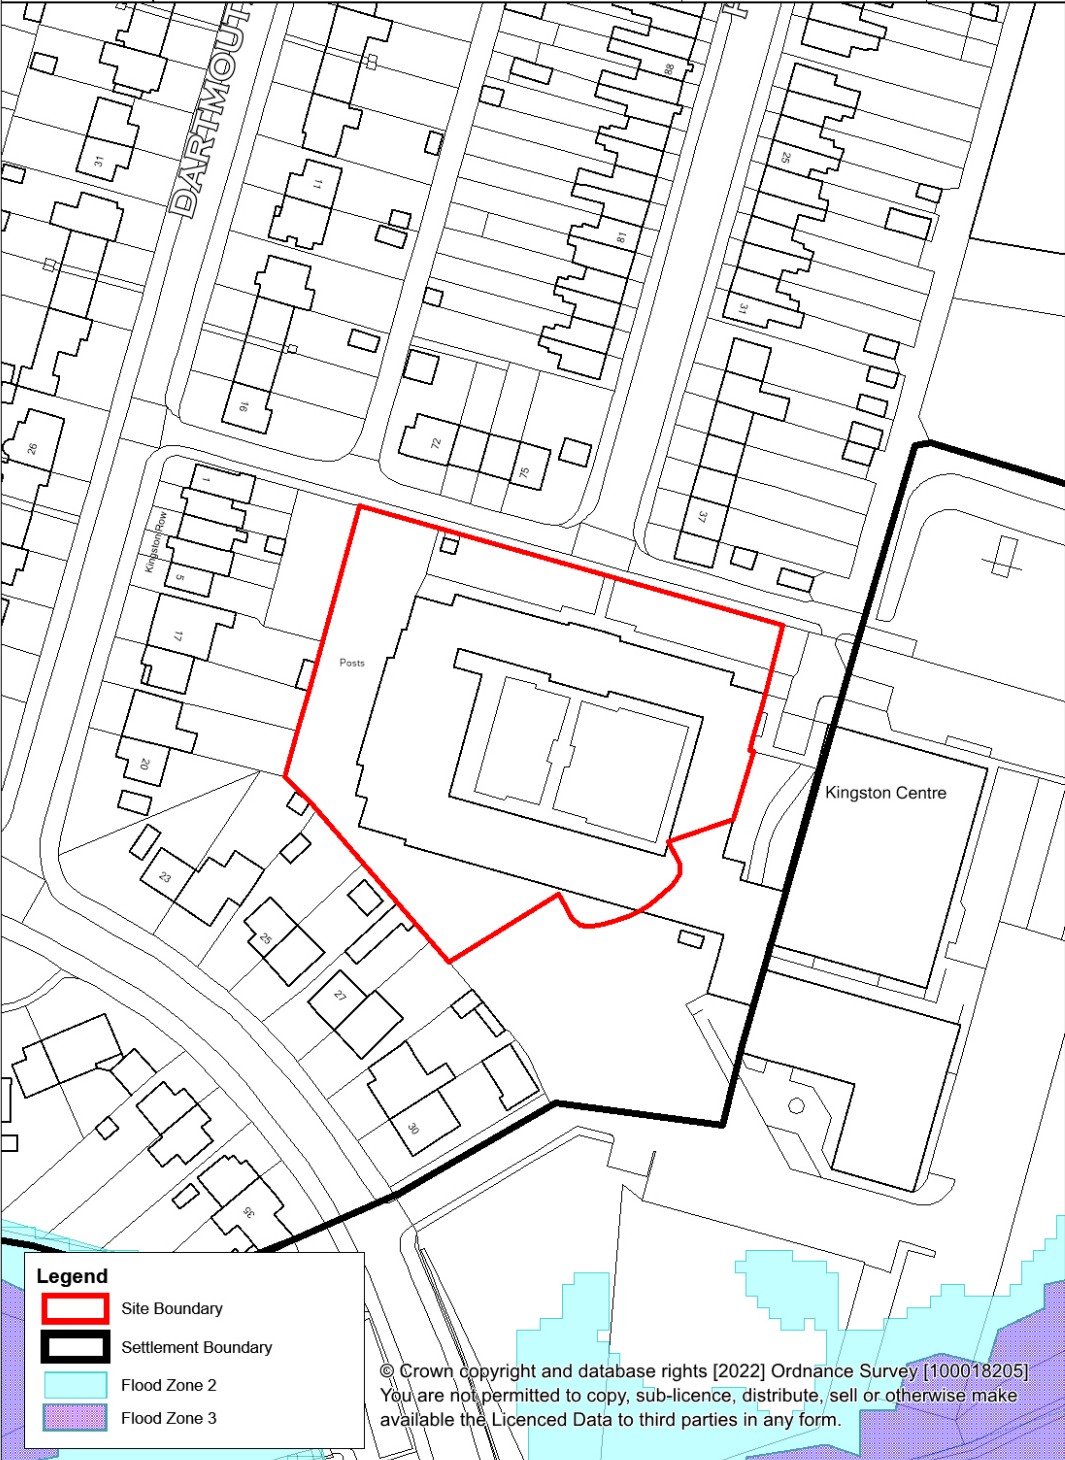 DARTMOUT
88
31
25
11
81
31
16
26
72
75
1
37
Kingston Row
5
17
Posts
20
Kingston Centre
23
25
27
30
35
Legend
Site Boundary
Settlement Boundary
Flood Zone 2
Flood Zone 3
© Crown copyright and database rights [2022] Ordnance Survey [100018205]
You are not permitted to copy, sub-licence, distribute, sell or otherwise make
available the Licenced Data to third parties in any form.